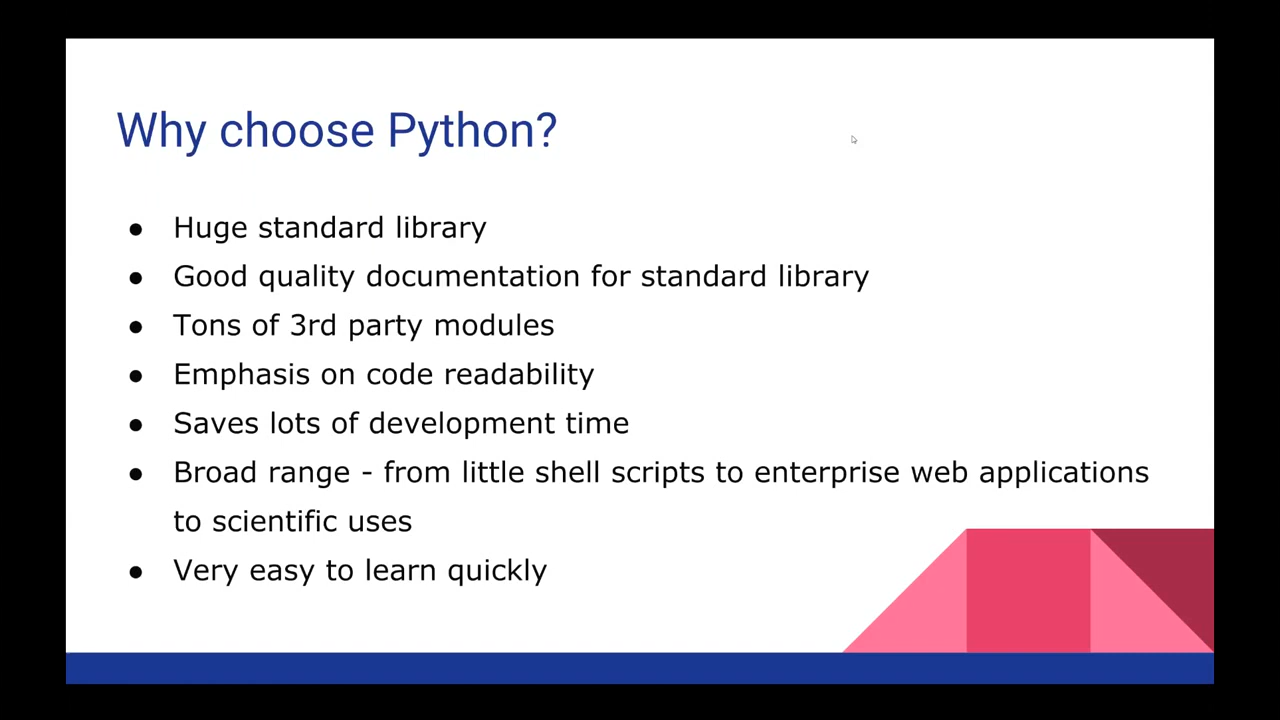 Why choose Python?
● Huge standard library
● Good quality documentation for standard library
● Tons of 3rd party modules
● Emphasis on code readability
● Saves lots of development time
● Broad range - from little shell scripts to enterprise web applications
to scientific uses
● Very easy to learn quickly